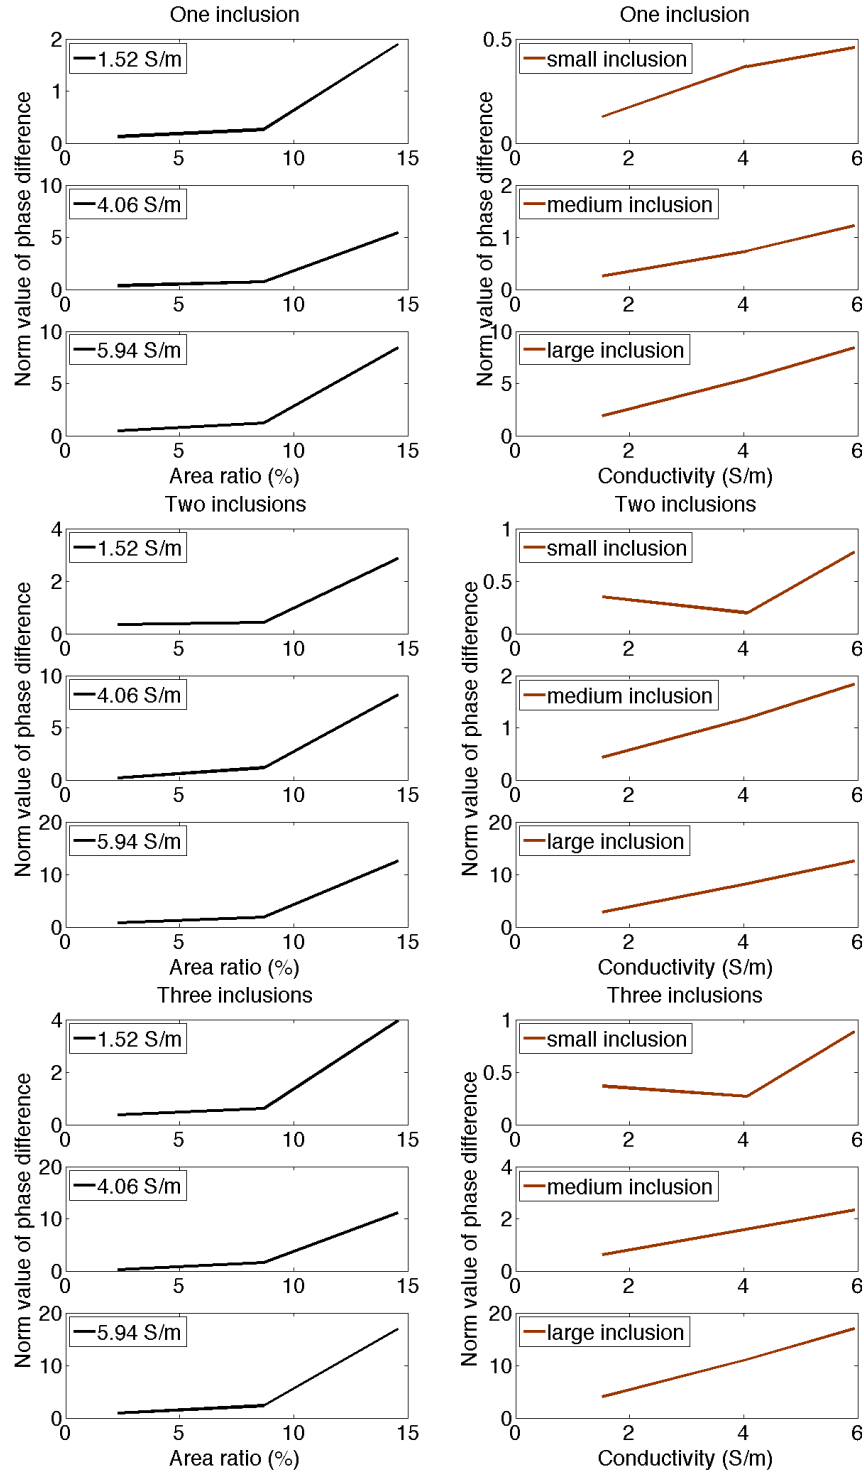 One inclusion
One inclusion
Norm value of phase difference
2
1
0
1.52 S/m
0 5 10 15
10
5
0
4.06 S/m
0 5 10 15
10
5
0
5.94 S/m
0 5 10 15
Area ratio (%)
Norm value of phase difference
0.5
0
small inclusion
0 2 4 6
2
1
0
medium inclusion
0 2 4 6
10
5
0
large inclusion
0 2 4 6
Conductivity (S/m)
Two inclusions
Two inclusions
Norm value of phase difference
4
2
0
1.52 S/m
0 5 10 15
10
5
0
4.06 S/m
0 5 10 15
20
10
0
5.94 S/m
0 5 10 15
Area ratio (%)
Norm value of phase difference
1
0.5
0
small inclusion
0 2 4 6
2
1
0
medium inclusion
0 2 4 6
20
10
0
large inclusion
0 2 4 6
Conductivity (S/m)
Three inclusions
Three inclusions
Norm value of phase difference
4
2
0
1.52 S/m
0 5 10 15
20
10
0
4.06 S/m
0 5 10 15
20
10
0
5.94 S/m
0 5 10 15
Area ratio (%)
Norm value of phase difference
1
0.5
0
small inclusion
0 2 4 6
4
2
0
medium inclusion
0 2 4 6
20
10
0
large inclusion
0 2 4 6
Conductivity (S/m)